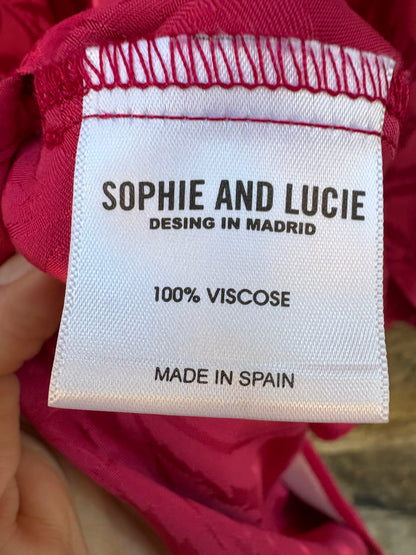 SOPHIE AND LUCIE
DESING IN MADRID
100% VISCOSE
MADE IN SPAIN